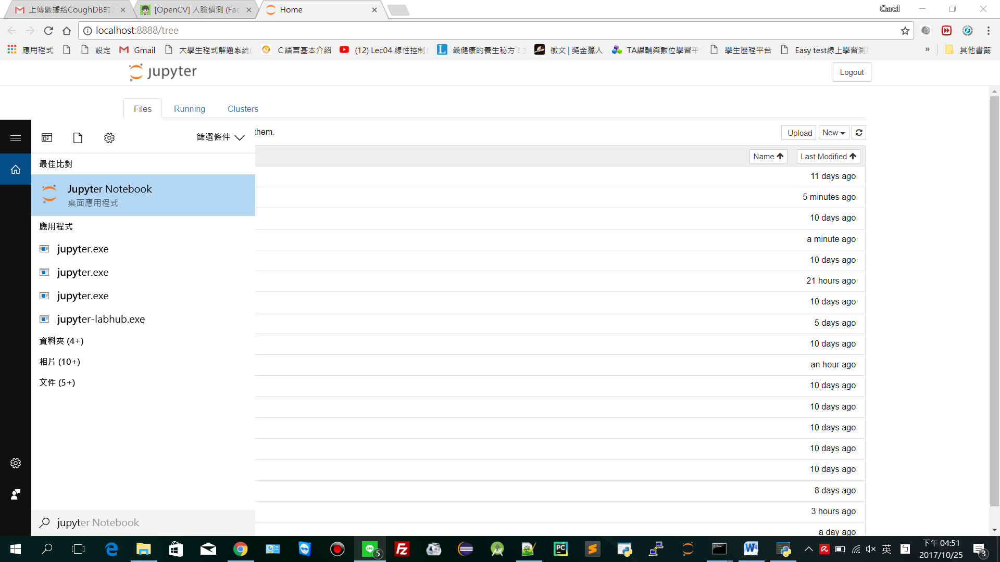 上傳數據給CoughDB的
[OpenCV] 人臉偵測 (Fac
Home
Carol
localhost:8888/tree
應用程式
設定
Gmail
大學生程式解題系統(
C 語言基本介紹
(12) Lec04 線性控制
最健康的養生秘方！
徵文 | 獎金獵人
TA課輔與數位學習平
學生歷程平台
Easy test線上學習測
»
其他書籤
jupyter
Logout
Files
Running
Clusters
篩選條件
them.
Upload
New
最佳比對
Name
Last Modified
Jupyter Notebook
桌面應用程式
應用程式
jupyter.exe
jupyter.exe
jupyter.exe
jupyter-labhub.exe
資料夾 (4+)
相片 (10+)
文件 (5+)
11 days ago
5 minutes ago
10 days ago
a minute ago
10 days ago
21 hours ago
10 days ago
5 days ago
10 days ago
an hour ago
10 days ago
10 days ago
10 days ago
10 days ago
10 days ago
8 days ago
3 hours ago
a day ago
jupyter Notebook
5
英
下午 04:51
2017/10/25
3